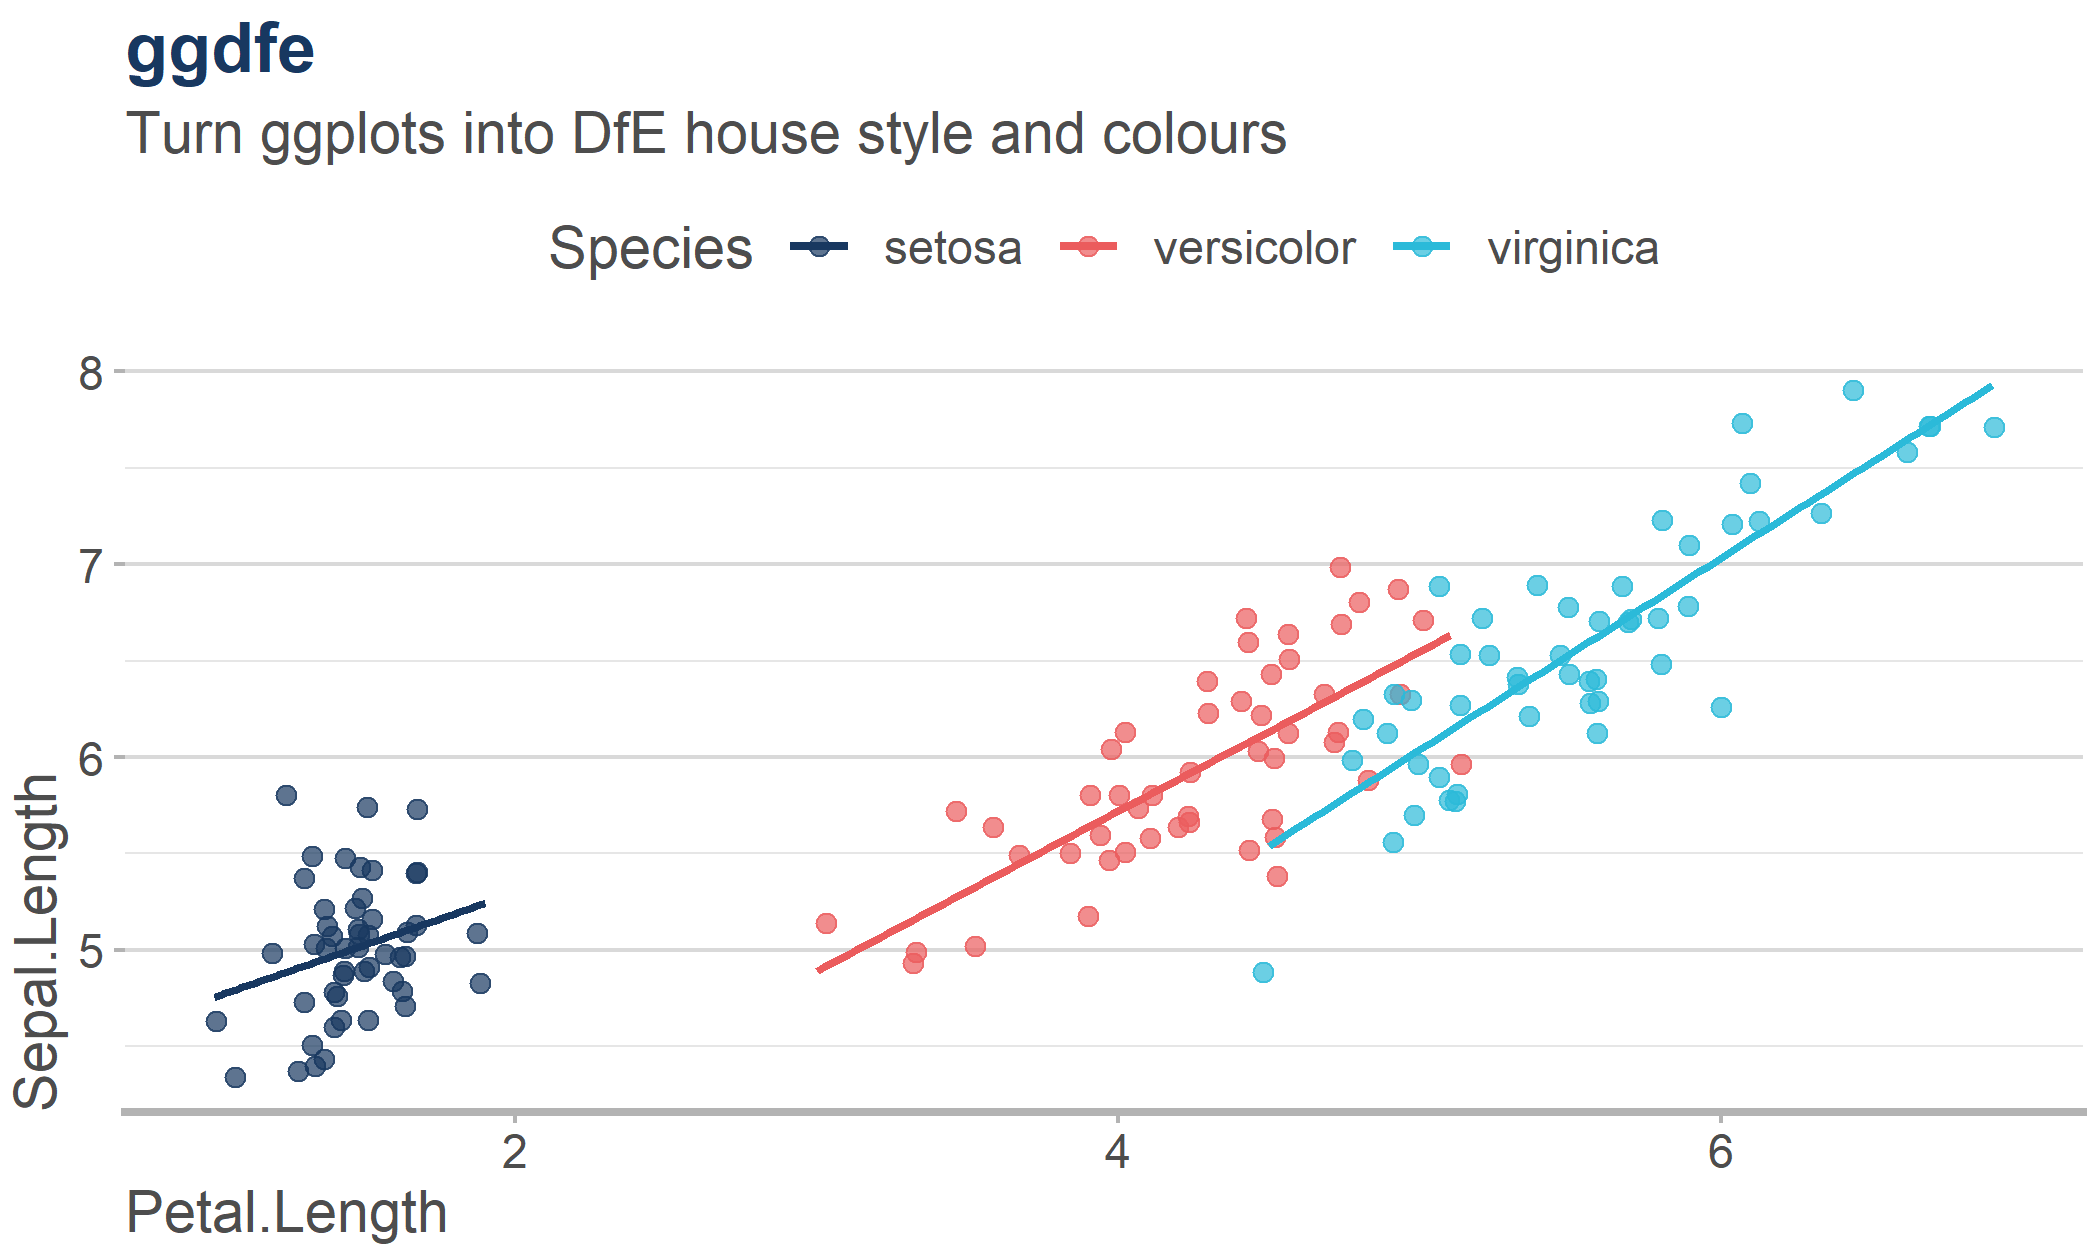 ggdfe
Turn ggplots into DfE house style and colours
Species setosa versicolor virginica
8
7
6
5
Sepal.Length
2 4 6
Petal.Length